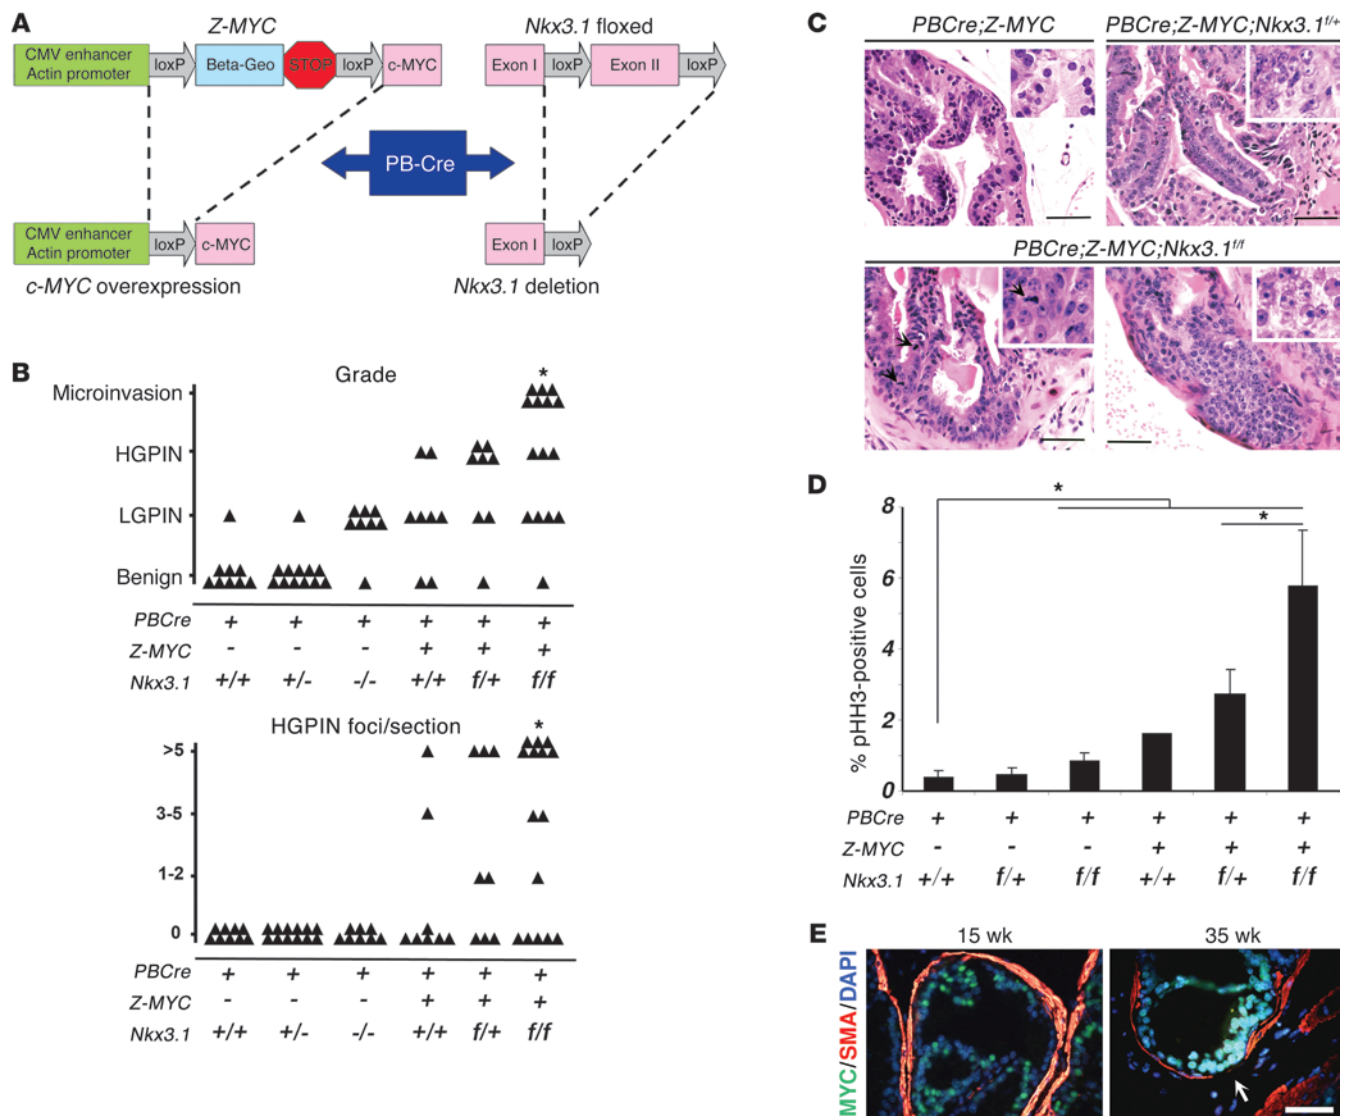 A
Z-MYC
Nkx3.1 floxed
CMV enhancer
Actin promoter
loxP
Beta-Geo
STOP
loxP
c-MYC
Exon I
loxP
Exon II
loxP
PB-Cre
CMV enhancer
Actin promoter
loxP
c-MYC
Exon I
loxP
c-MYC overexpression
Nkx3.1 deletion
B
Grade
*
Microinvasion
HGPIN
LGPIN
Benign
PBCre + + + + + +
Z-MYC - - - + + +
Nkx3.1 +/+ +/- -/- +/+ f/+ f/f
HGPIN foci/section
*
>5
3-5
1-2
0
PBCre + + + + + +
Z-MYC - - - + + +
Nkx3.1 +/+ +/- -/- +/+ f/+ f/f
C
PBCre;Z-MYC
PBCre;Z-MYC;Nkx3.1f/+
PBCre;Z-MYC;Nkx3.1f/f
D
% pHH3-positive cells
8
6
4
2
0
*
*
PBCre + + + + + +
Z-MYC - - - + + +
Nkx3.1 +/+ f/+ f/f +/+ f/+ f/f
E
15 wk
35 wk
MYC/SMA/DAPI